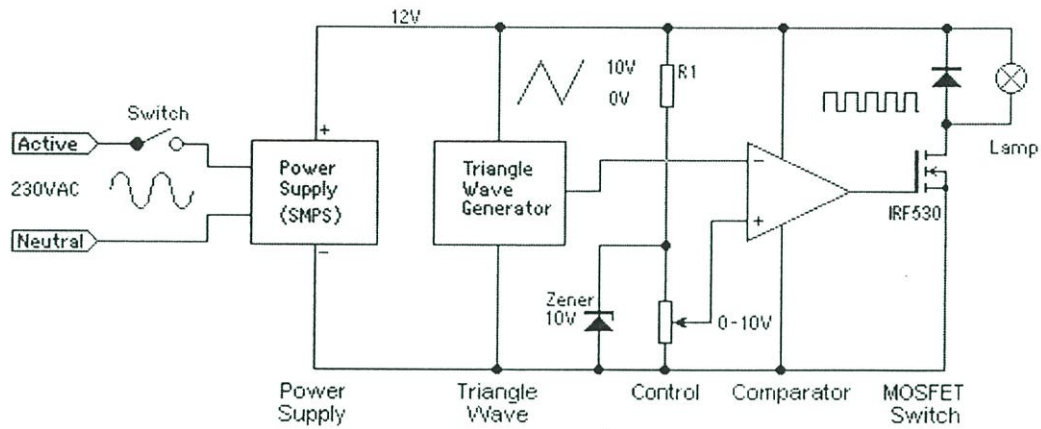 12V
10V
0V
R1
Switch
Active
230VAC
Neutral
+
Power
Supply
(SMPS)
−
Triangle
Wave
Generator
−
+
Lamp
IRF530
Zener
10V
0-10V
Power
Supply
Triangle
Wave
Control
Comparator
MOSFET
Switch